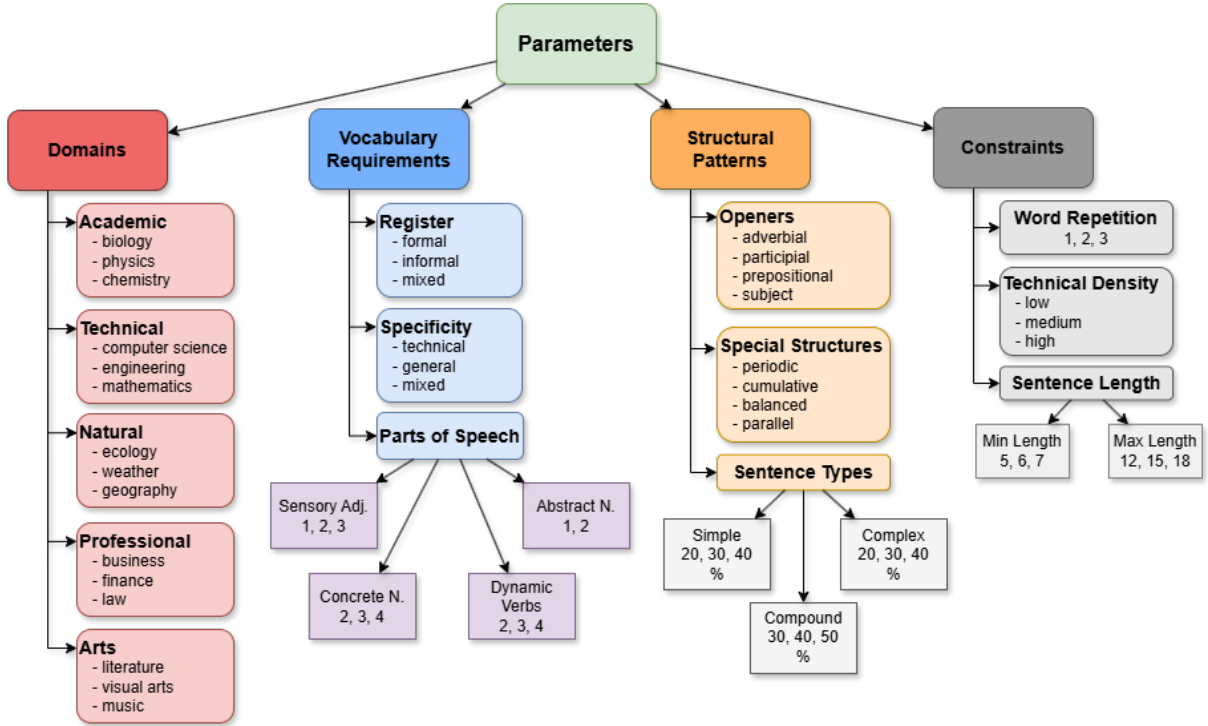 Parameters
Domains
Academic
- biology
- physics
- chemistry
Technical
- computer science
- engineering
- mathematics
Natural
- ecology
- weather
- geography
Professional
- business
- finance
- law
Arts
- literature
- visual arts
- music
Vocabulary
Requirements
Register
- formal
- informal
- mixed
Specificity
- technical
- general
- mixed
Parts of Speech
Sensory Adj.
1, 2, 3
Concrete N.
2, 3, 4
Dynamic
Verbs
2, 3, 4
Abstract N.
1, 2
Structural
Patterns
Openers
- adverbial
- participial
- prepositional
- subject
Special Structures
- periodic
- cumulative
- balanced
- parallel
Sentence Types
Simple
20, 30, 40
%
Compound
30, 40, 50
%
Complex
20, 30, 40
%
Constraints
Word Repetition
1, 2, 3
Technical Density
- low
- medium
- high
Sentence Length
Min Length
5, 6, 7
Max Length
12, 15, 18